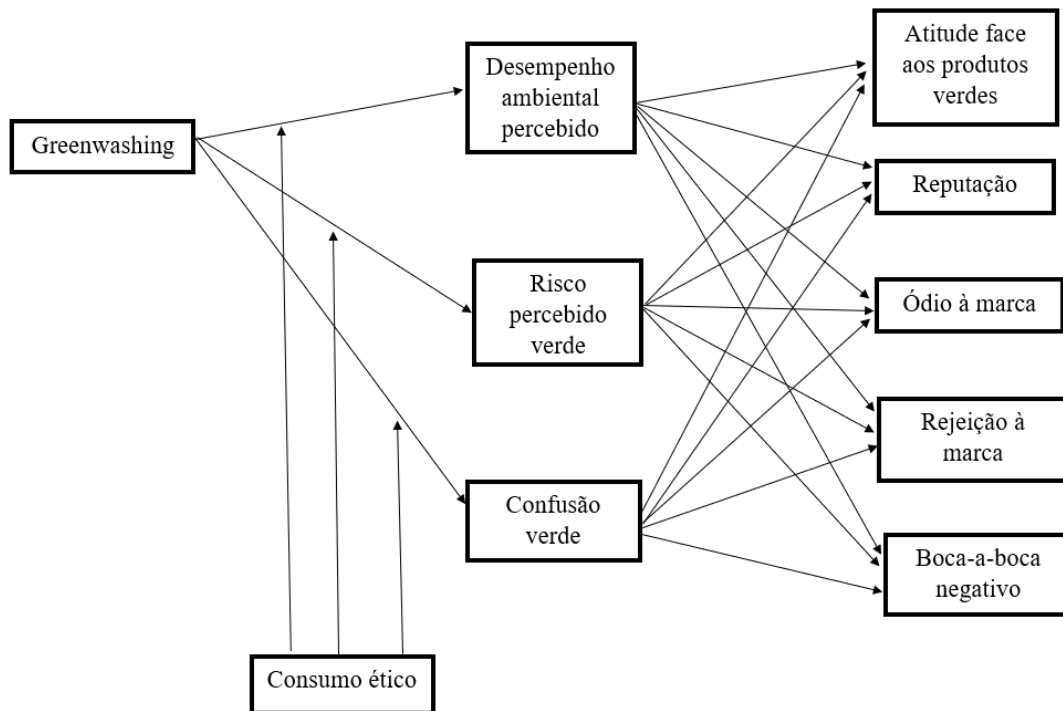 Greenwashing
Desempenho
ambiental
percebido
Risco
percebido
verde
Confusão
verde
Atitude face
aos produtos
verdes
Reputação
Ódio à marca
Rejeição à
marca
Boca-a-boca
negativo
Consumo ético